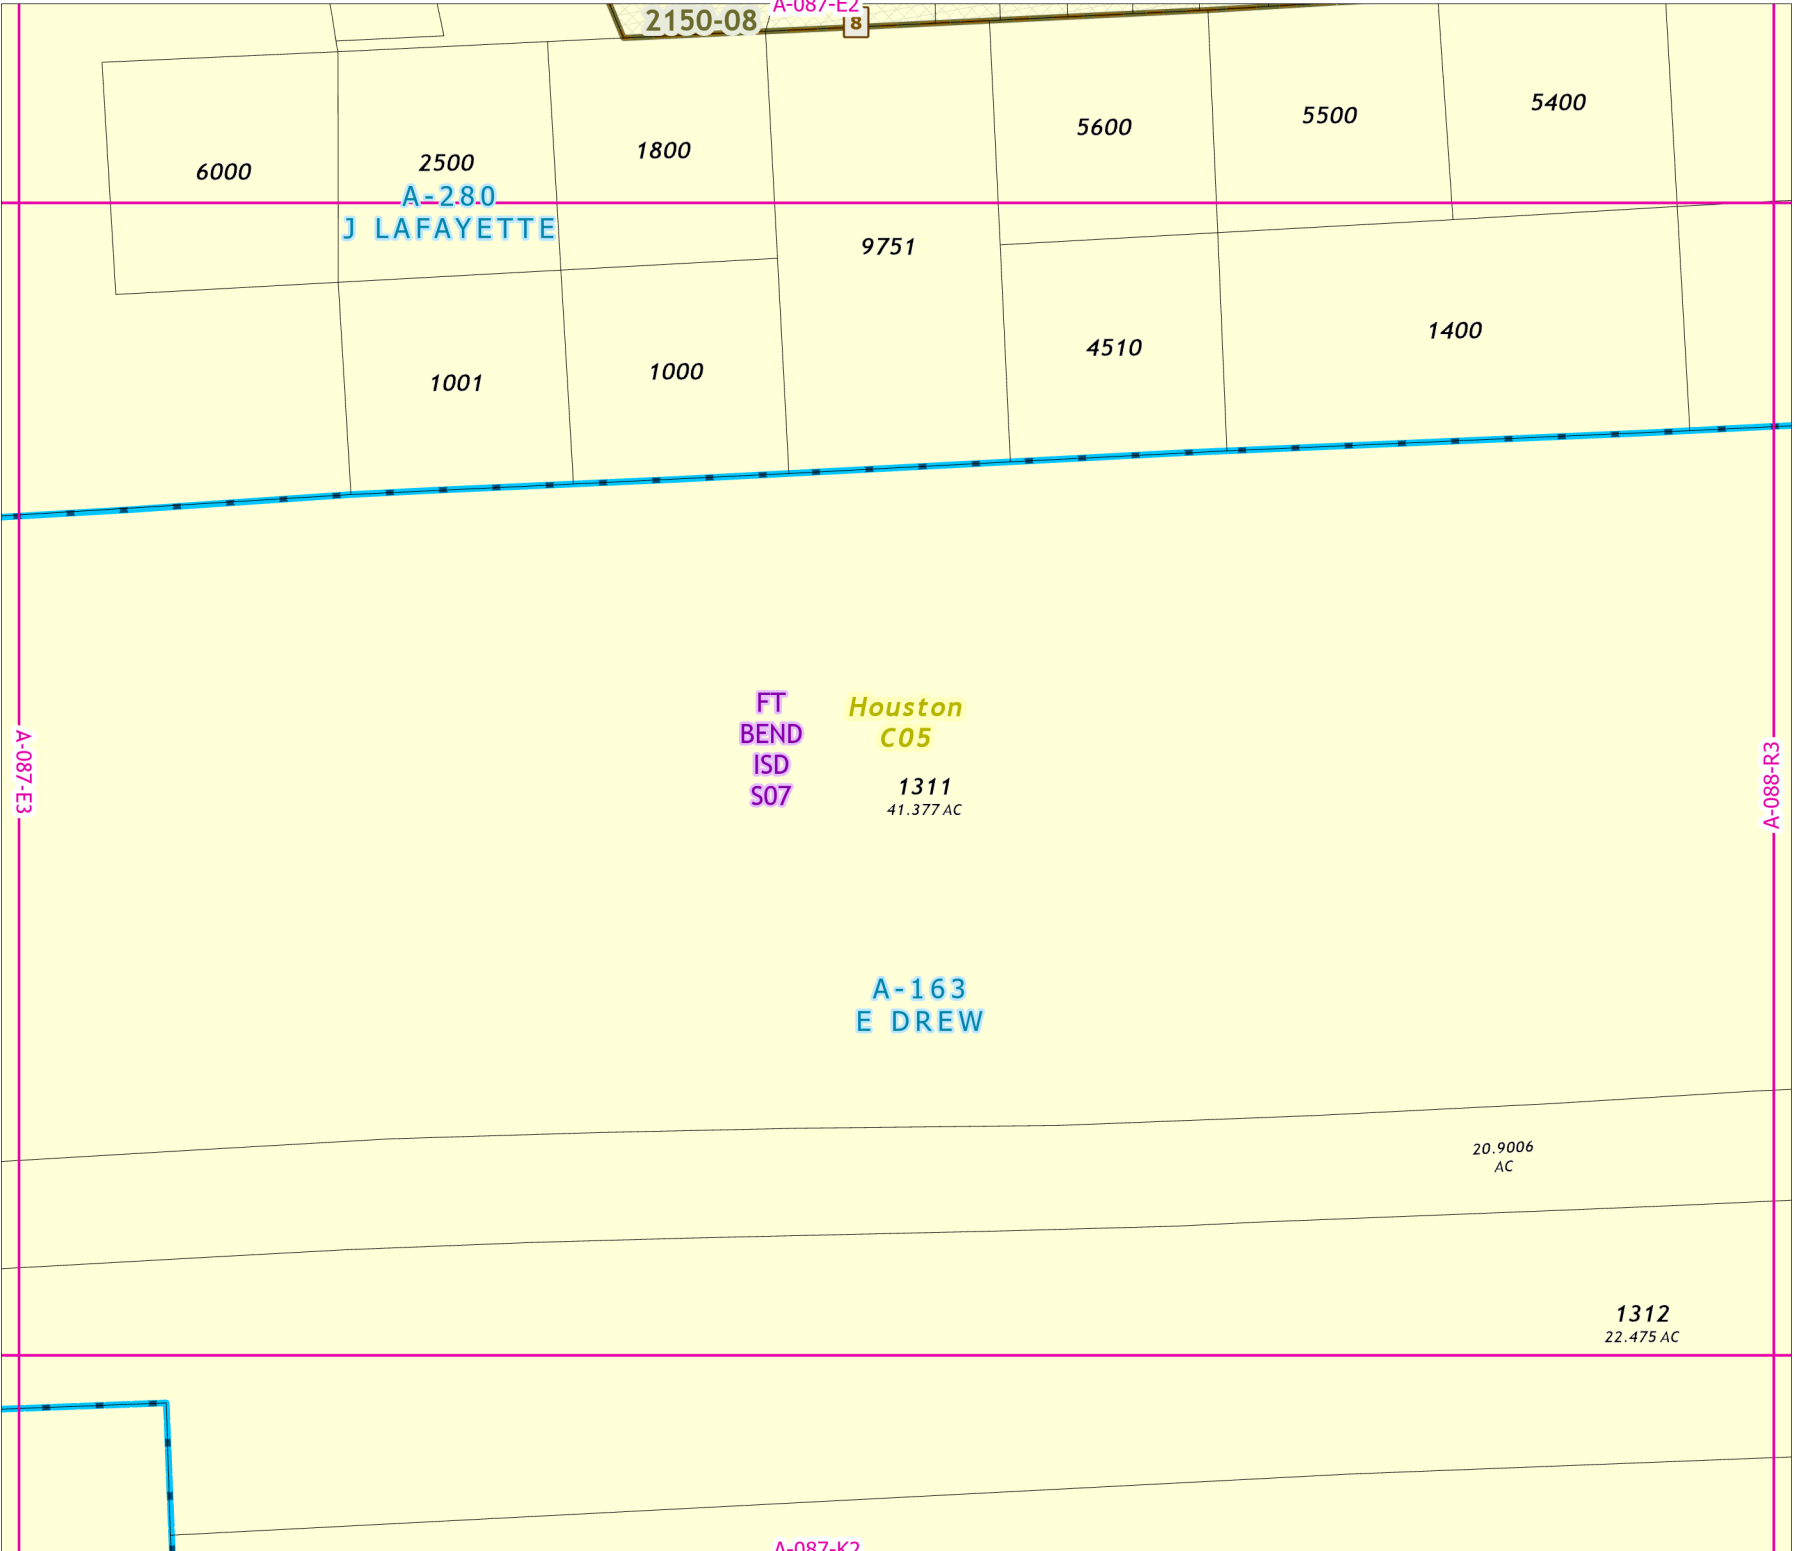 A-087-E2
2150-08
8
5400
5500
5600
1800
2500
6000
A-280
J LAFAYETTE
9751
1400
4510
1000
1001
FT
BEND
ISD
S07
Houston
C05
1311
41.377 AC
A-087-E3
A-088-R3
A-163
E DREW
20.9006
AC
1312
22.475 AC
A-087-K2